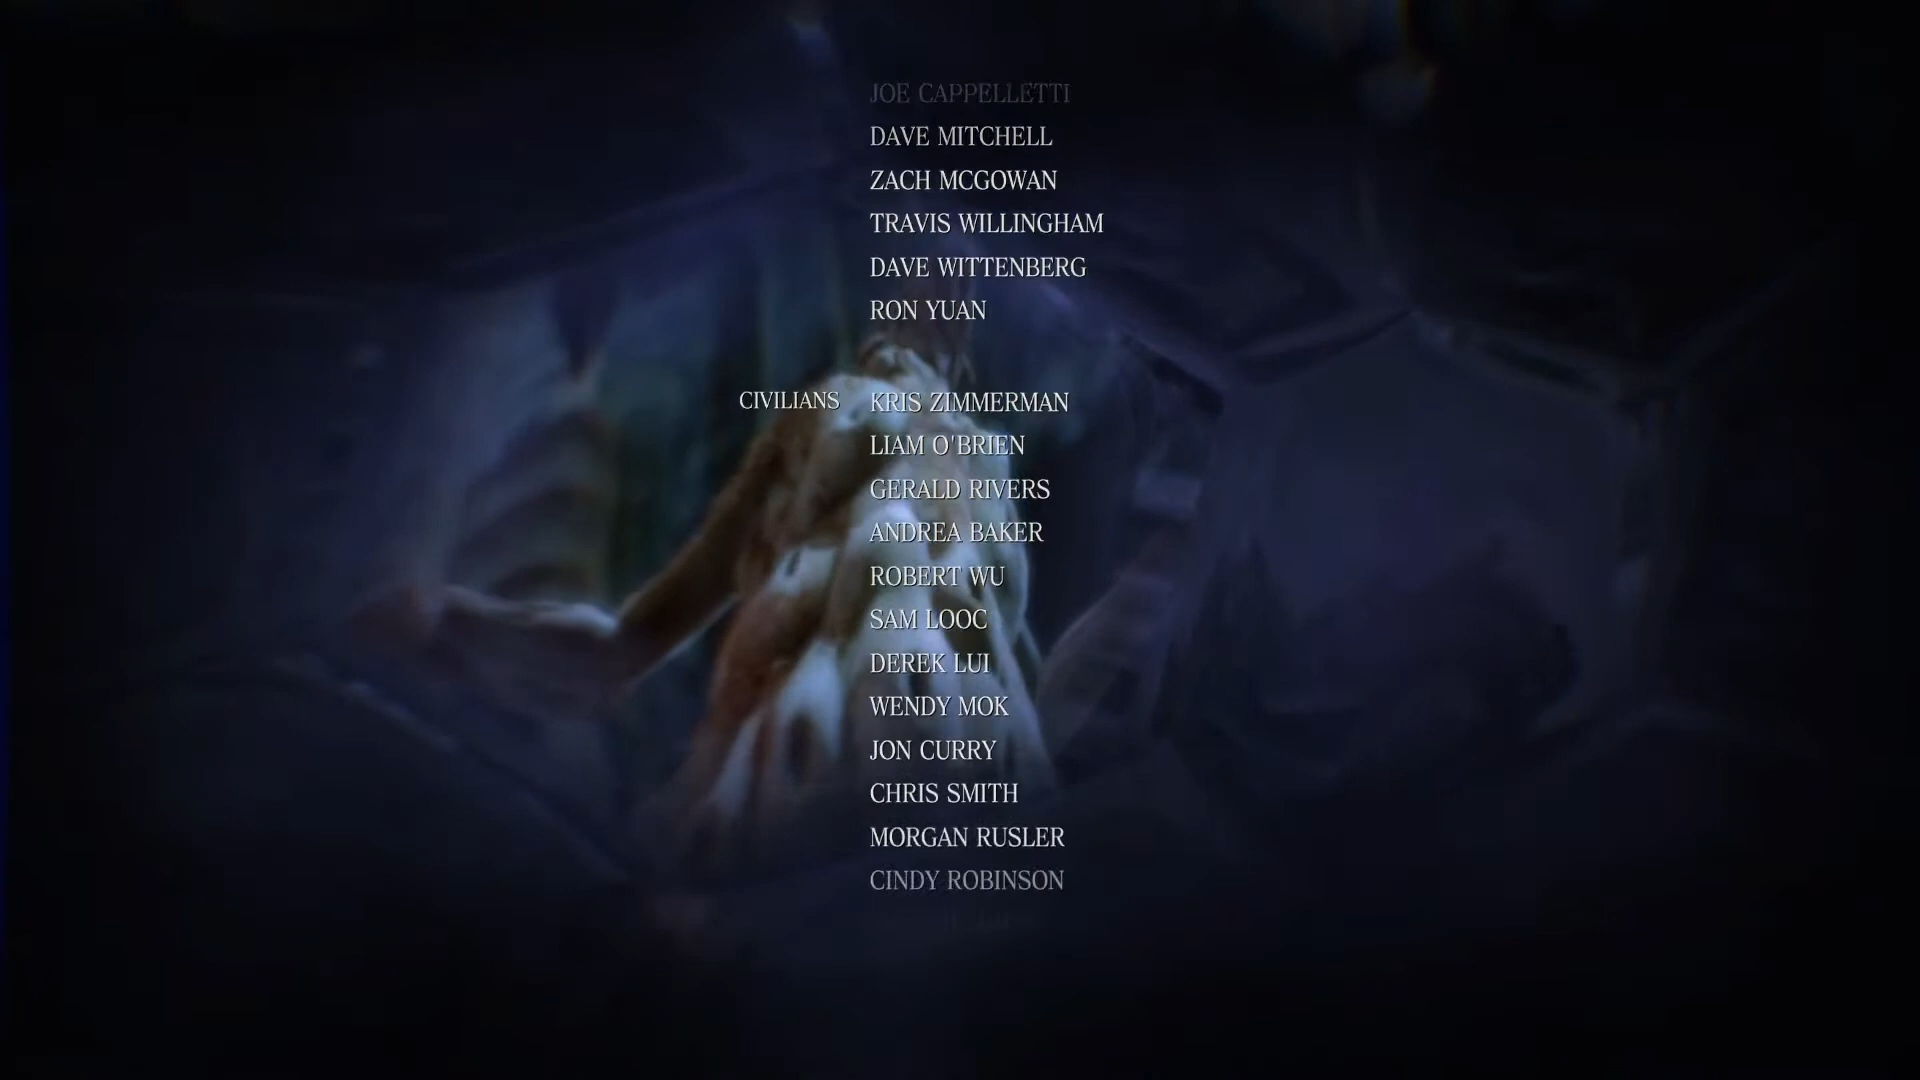 JOE CAPPELLETTI
DAVE MITCHELL
ZACH MCGOWAN
TRAVIS WILLINGHAM
DAVE WITTENBERG
RON YUAN
CIVILIANS KRIS ZIMMERMAN
LIAM O'BRIEN
GERALD RIVERS
ANDREA BAKER
ROBERT WU
SAM LOOC
DEREK LUI
WENDY MOK
JON CURRY
CHRIS SMITH
MORGAN RUSLER
CINDY ROBINSON